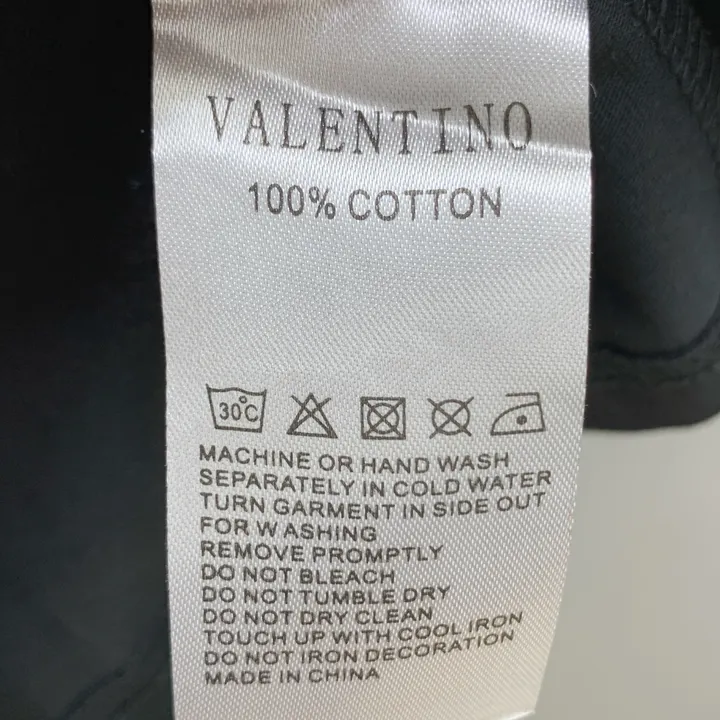 VALENTINO
100% COTTON
30°C
MACHINE OR HAND WASH
SEPARATELY IN COLD WATER
TURN GARMENT IN SIDE OUT
FOR WASHING
REMOVE PROMPTLY
DO NOT BLEACH
DO NOT TUMBLE DRY
DO NOT DRY CLEAN
TOUCH UP WITH COOL IRON
DO NOT IRON DECORATION
MADE IN CHINA